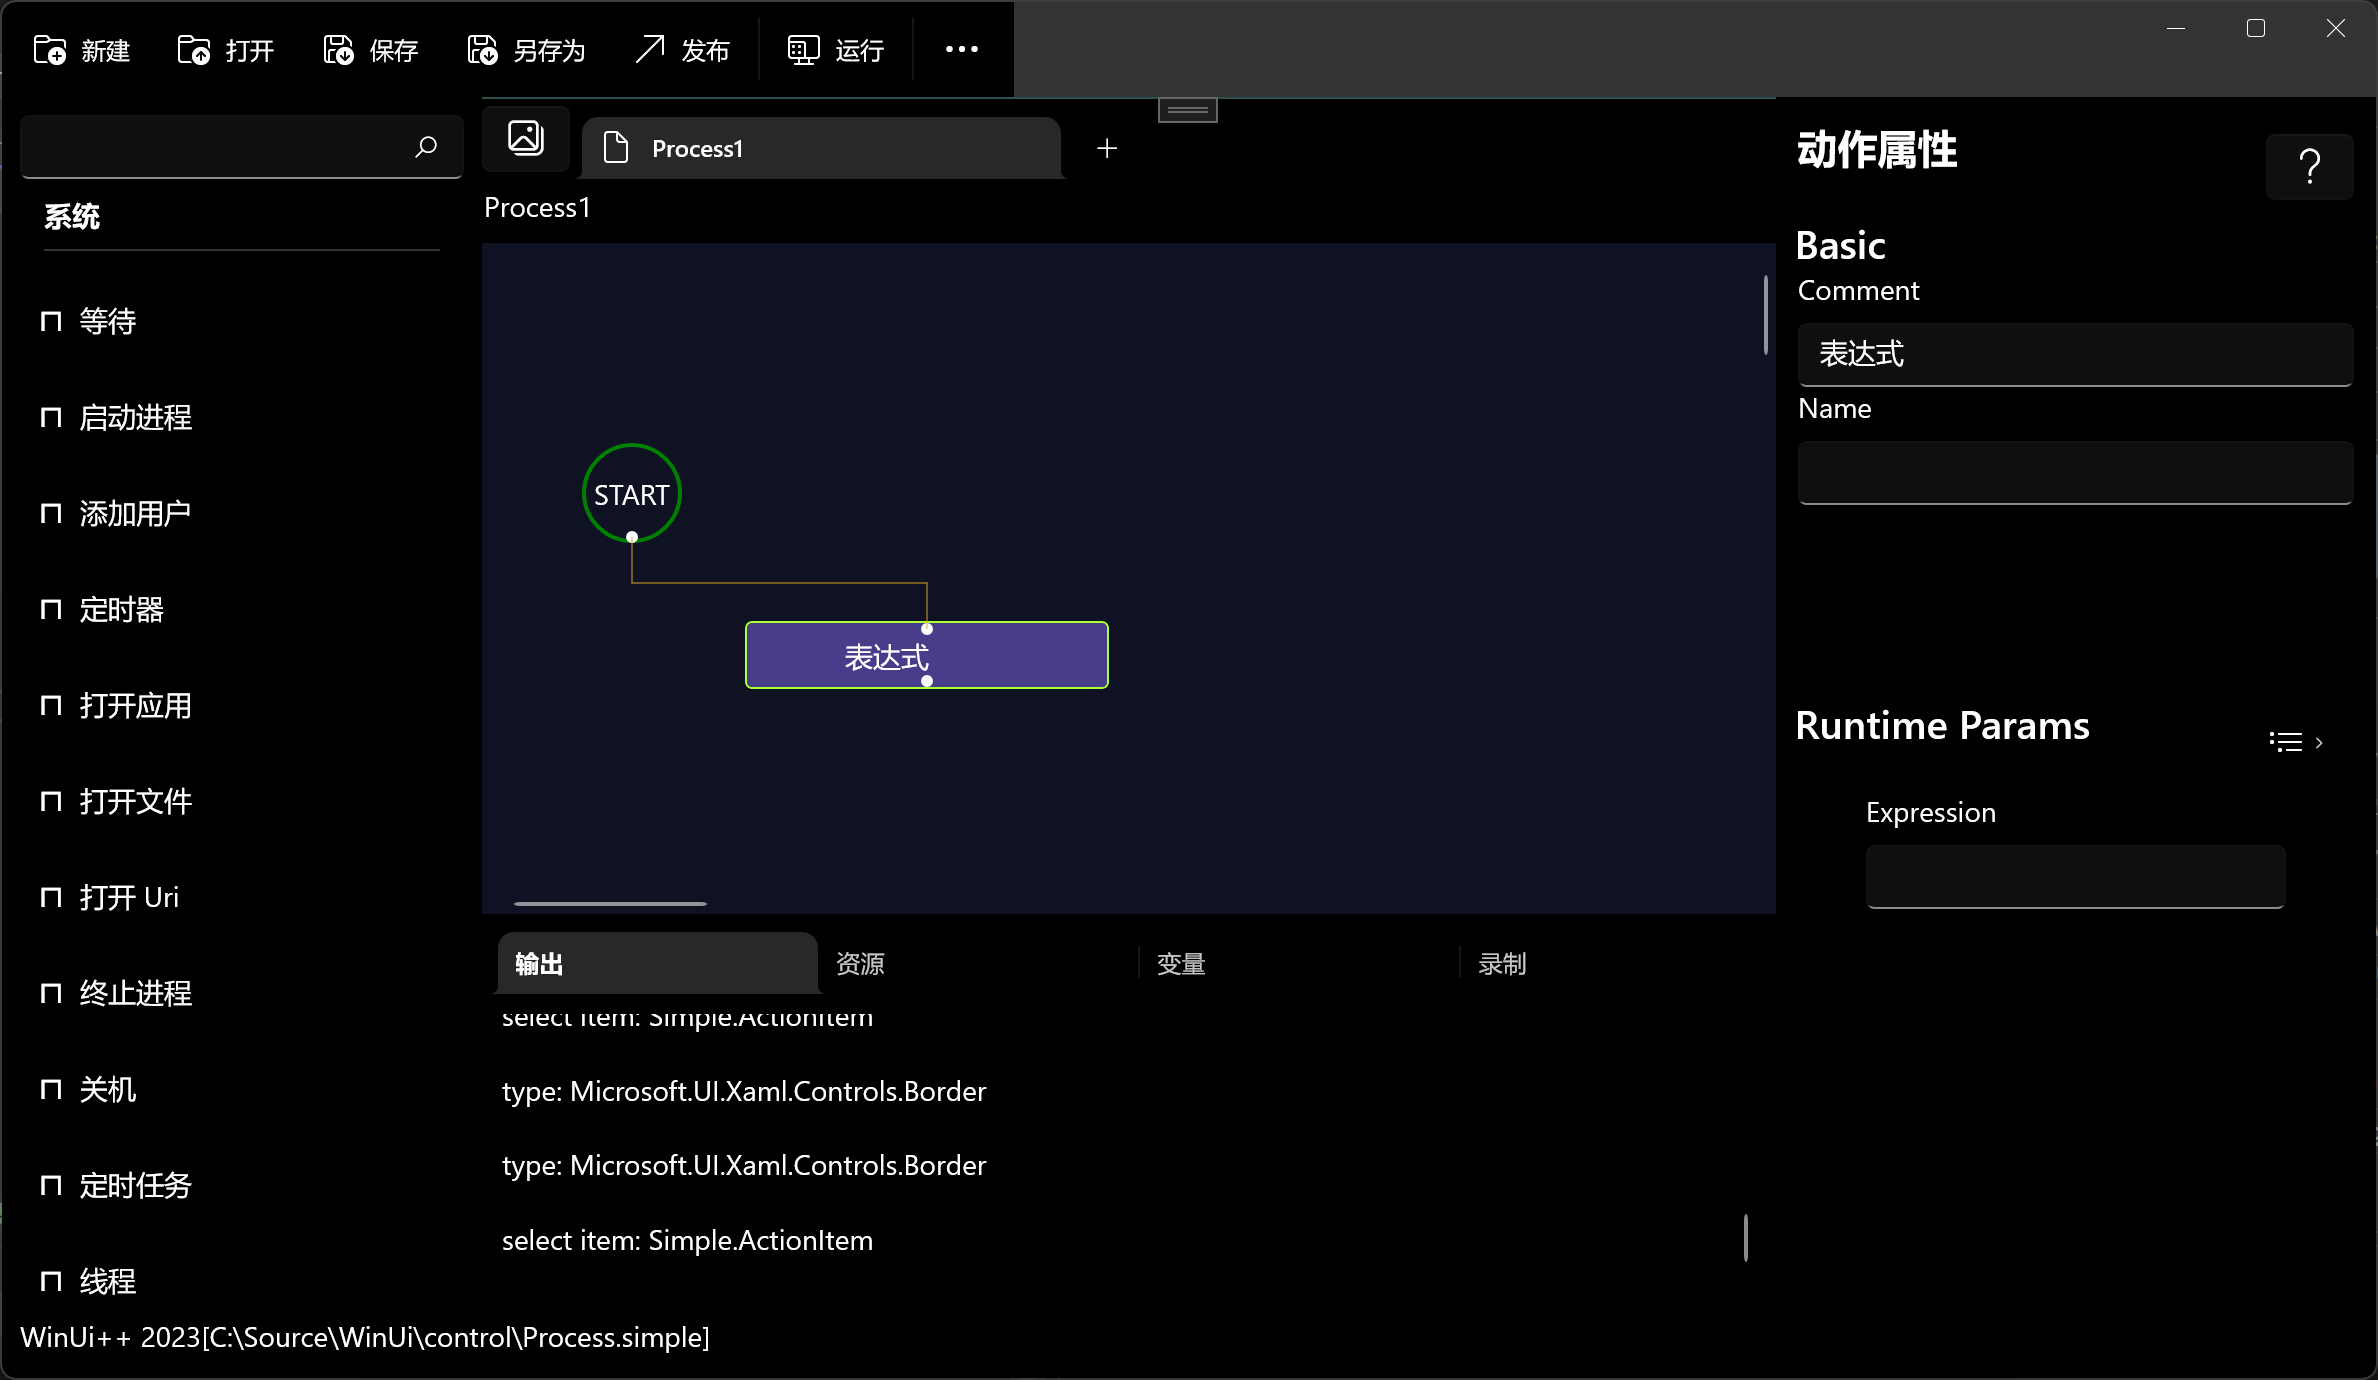 新建 打开 保存 另存为 发布 运行
系统
等待
启动进程
添加用户
定时器
打开应用
打开文件
打开 Uri
终止进程
关机
定时任务
线程
Process1
Process1
START
表达式
输出 资源 变量 录制
select item: Simple.ActionItem
type: Microsoft.UI.Xaml.Controls.Border
type: Microsoft.UI.Xaml.Controls.Border
select item: Simple.ActionItem
动作属性
Basic
Comment
表达式
Name
Runtime Params
Expression
WinUi++ 2023[C:\Source\WinUi\control\Process.simple]